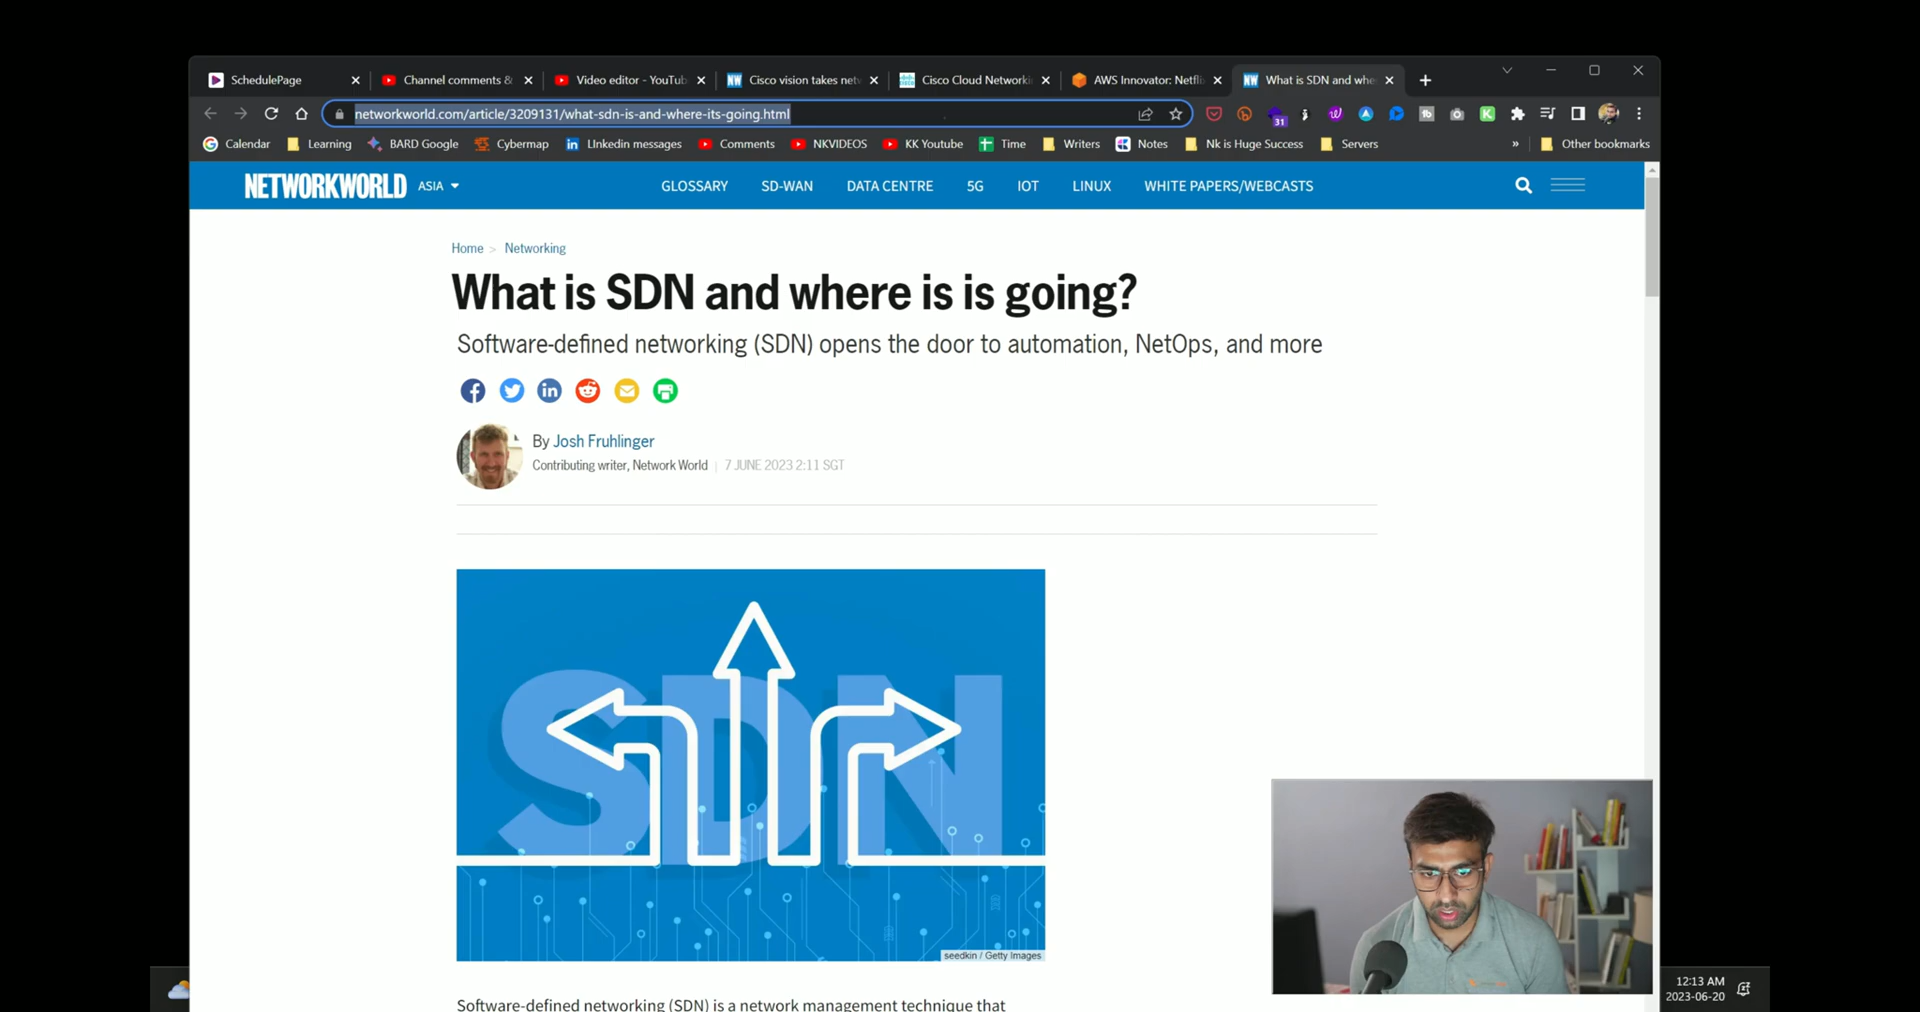 SchedulePage
Channel comments &
Video editor - YouTub
Cisco vision takes netw
Cisco Cloud Networki
AWS Innovator: Netfli
What is SDN and whe
networkworld.com/article/3209131/what-sdn-is-and-where-its-going.html
31
Calendar
Learning
BARD Google
Cybermap
LInkedin messages
Comments
NKVIDEOS
KK Youtube
Time
Writers
Notes
Nk is Huge Success
Servers
»
Other bookmarks
NETWORKWORLD
ASIA
GLOSSARY
SD-WAN
DATA CENTRE
5G
IOT
LINUX
WHITE PAPERS/WEBCASTS
Home > Networking
What is SDN and where is is going?
Software-defined networking (SDN) opens the door to automation, NetOps, and more
By Josh Fruhlinger
Contributing writer, Network World | 7 JUNE 2023 2:11 SGT
SDN
seedkin / Getty Images
Software-defined networking (SDN) is a network management technique that
12:13 AM
2023-06-20